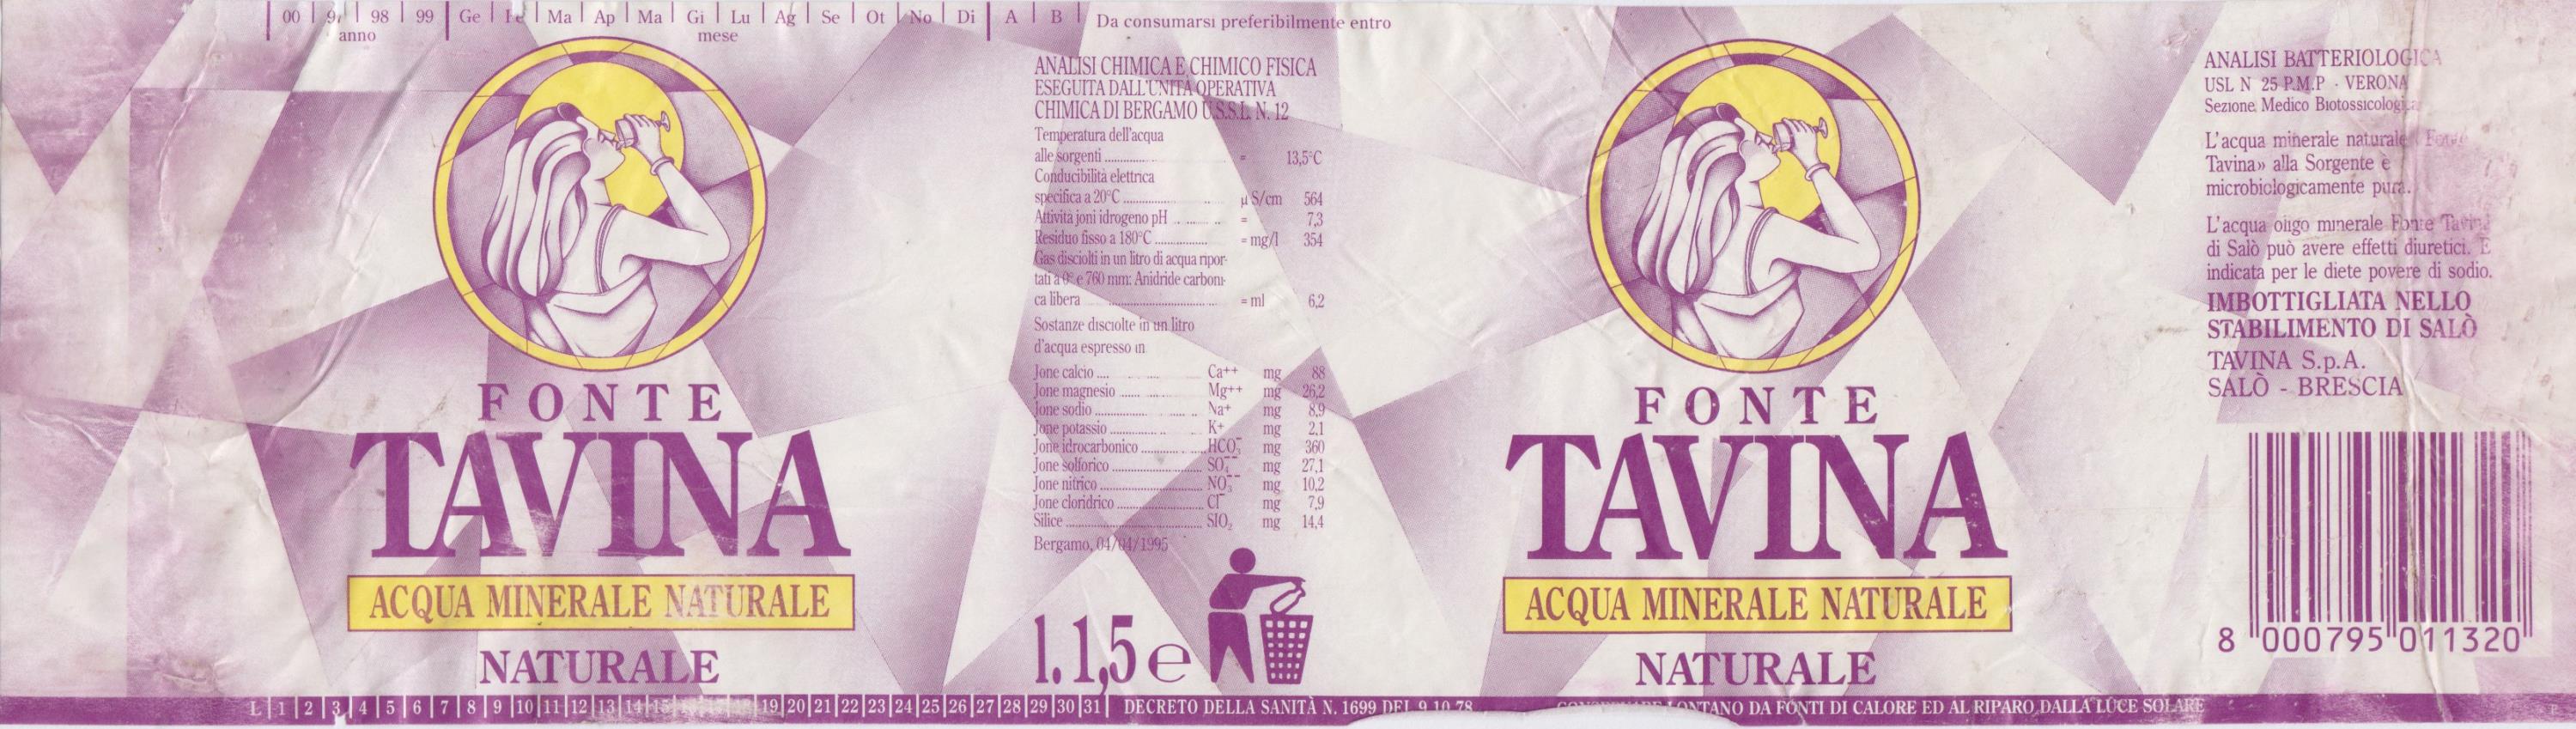 00 | 9 | 98 | 99 | Ge | Fe | Ma | Ap | Ma | Gi | Lu | Ag | Se | Ot | No | Di | A | B | Da consumarsi preferibilmente entro
anno mese
FONTE
TAVINA
ACQUA MINERALE NATURALE
NATURALE
ANALISI CHIMICA E CHIMICO FISICA
ESEGUITA DALL'UNITA OPERATIVA
CHIMICA DI BERGAMO U.S.S.L. N. 12
Temperatura dell'acqua
alle sorgenti = 13,5°C
Conducibilità elettrica
specifica a 20°C µ S/cm 564
Attività joni idrogeno pH = 7,3
Residuo fisso a 180°C = mg/l 354
Gas disciolti in un litro di acqua ripor-
tati a 0° e 760 mm: Anidride carboni-
ca libera = ml 6,2
Sostanze disciolte in un litro
d'acqua espresso in
Jone calcio Ca++ mg 88
Jone magnesio Mg++ mg 26,2
Jone sodio Na+ mg 8,9
Jone potassio K+ mg 2,1
Jone idrocarbonico HCO₃⁻ mg 360
Jone solforico SO₄⁻⁻ mg 27,1
Jone nitrico NO₃⁻⁻ mg 10,2
Jone cloridrico Cl⁻ mg 7,9
Silice SIO₂ mg 14,4
Bergamo, 04/04/1995
l. 1,5 e
FONTE
TAVINA
ACQUA MINERALE NATURALE
NATURALE
ANALISI BATTERIOLOGICA
USL N 25 P.M.P - VERONA
Sezione Medico Biotossicologica
L'acqua minerale naturale Fonte
Tavina» alla Sorgente è
microbiologicamente pura.
L'acqua oligo minerale Fonte Tavina
di Salò può avere effetti diuretici. È
indicata per le diete povere di sodio.
IMBOTTIGLIATA NELLO
STABILIMENTO DI SALÒ
TAVINA S.p.A.
SALÒ - BRESCIA
8 000795 011320
L | 1 | 2 | 3 | 4 | 5 | 6 | 7 | 8 | 9 | 10 | 11 | 12 | 13 | 14 | 15 | 16 | 17 | 18 | 19 | 20 | 21 | 22 | 23 | 24 | 25 | 26 | 27 | 28 | 29 | 30 | 31 | DECRETO DELLA SANITÀ N. 1699 DEL 9.10.78
CONSERVARE LONTANO DA FONTI DI CALORE ED AL RIPARO DALLA LUCE SOLARE